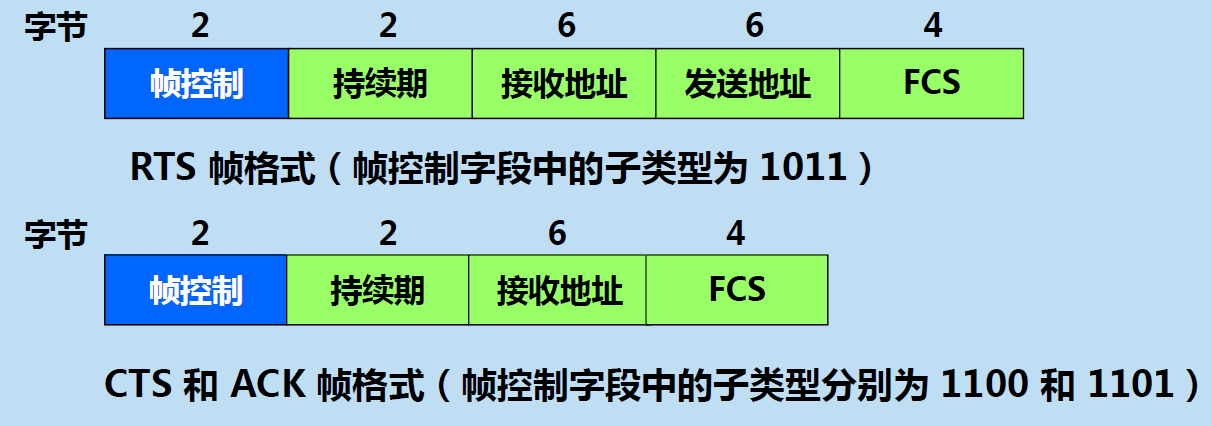 字节 2 2 6 6 4
帧控制 持续期 接收地址 发送地址 FCS
RTS 帧格式（帧控制字段中的子类型为 1011）
字节 2 2 6 4
帧控制 持续期 接收地址 FCS
CTS 和 ACK 帧格式（帧控制字段中的子类型分别为 1100 和 1101）